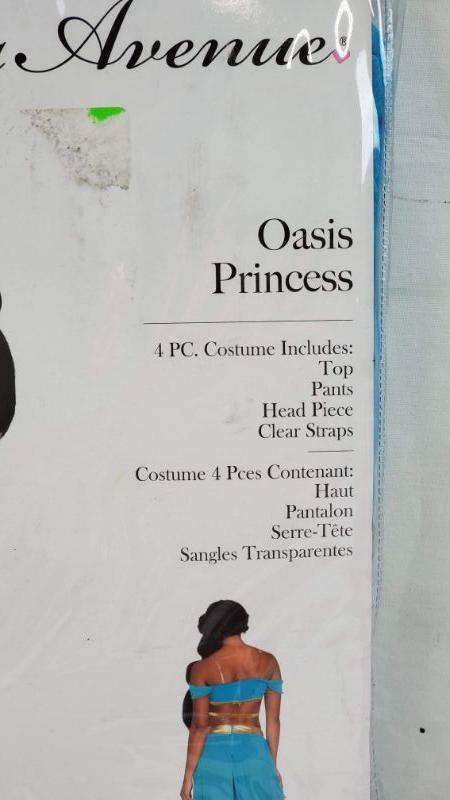 Avenue®
Oasis
Princess
4 PC. Costume Includes:
Top
Pants
Head Piece
Clear Straps
Costume 4 Pces Contenant:
Haut
Pantalon
Serre-Tête
Sangles Transparentes